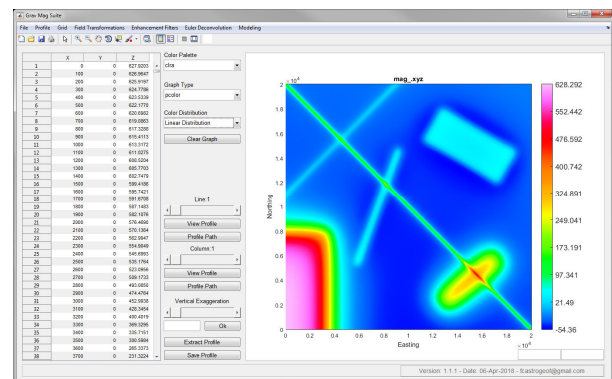 Grav Mag Suite
File Profile Grid Field Transformations Enhancement Filters Euler Deconvolution Modeling
X Y Z
1 0 0 627.9203
2 100 0 626.9647
3 200 0 625.9197
4 300 0 624.7786
5 400 0 623.5339
6 500 0 622.1778
7 600 0 620.6982
8 700 0 619.0863
9 800 0 617.3288
10 900 0 615.4113
11 1000 0 613.3172
12 1100 0 611.0275
13 1200 0 608.5204
14 1300 0 605.7703
15 1400 0 602.7479
16 1500 0 599.4186
17 1600 0 595.7421
18 1700 0 591.6708
19 1800 0 587.1483
20 1900 0 582.1076
21 2000 0 576.4690
22 2100 0 570.1364
23 2200 0 562.9947
24 2300 0 554.9049
25 2400 0 545.6993
26 2500 0 535.1764
27 2600 0 523.0956
28 2700 0 509.1733
29 2800 0 493.0850
30 2900 0 474.4764
31 3000 0 452.9938
32 3100 0 428.3454
33 3200 0 400.4019
34 3300 0 369.3295
35 3400 0 335.7151
36 3500 0 300.5984
37 3600 0 265.3373
38 3700 0 231.3224
Color Palette
clra
Graph Type
pcolor
Color Distribution
Linear Distribution
Clear Graph
Line:1
View Profile
Profile Path
Column:1
View Profile
Profile Path
Vertical Exaggeration
Ok
Extract Profile
Save Profile
mag_.xyz
× 10⁴
2
1.8
1.6
1.4
1.2
1
0.8
0.6
0.4
0.2
0
Northing
0 0.2 0.4 0.6 0.8 1 1.2 1.4 1.6 1.8 2
Easting
628.292
552.442
476.592
400.742
324.891
249.041
173.191
97.341
21.49
-54.36
Version: 1.1.1 - Date: 06-Apr-2018 - fcastrogeof@gmail.com